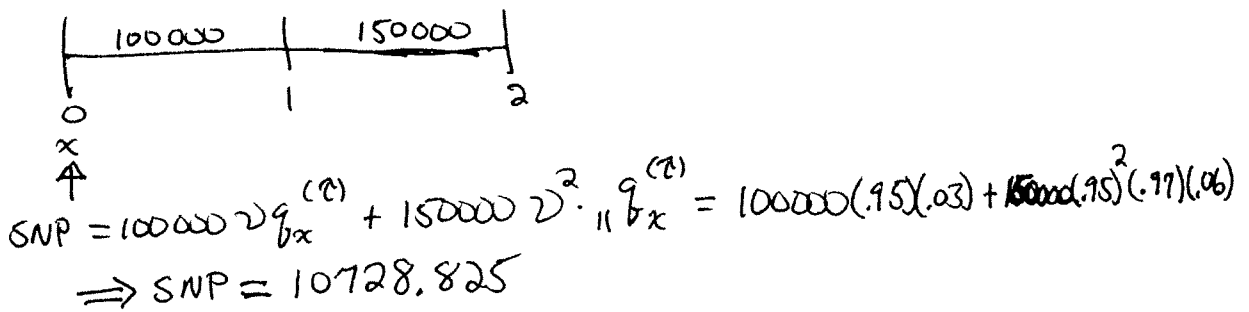 100000 150000
0 1 2
x
SNP = 100000 v q_x^(τ) + 150000 v^2 · ₁|q_x^(τ) = 100000(.95)(.03) + 150000(.95)^2(.97)(.06)
⇒ SNP = 10728.825